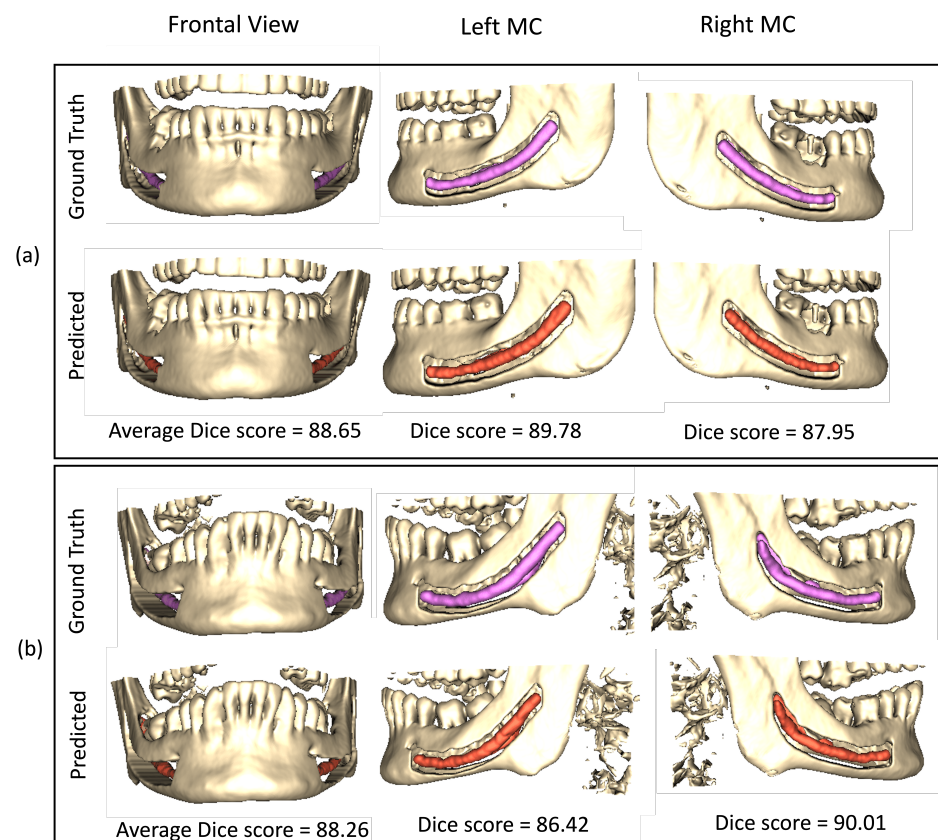 Frontal View
Left MC
Right MC
(a)
Ground Truth
Predicted
Average Dice score = 88.65
Dice score = 89.78
Dice score = 87.95
(b)
Ground Truth
Predicted
Average Dice score = 88.26
Dice score = 86.42
Dice score = 90.01